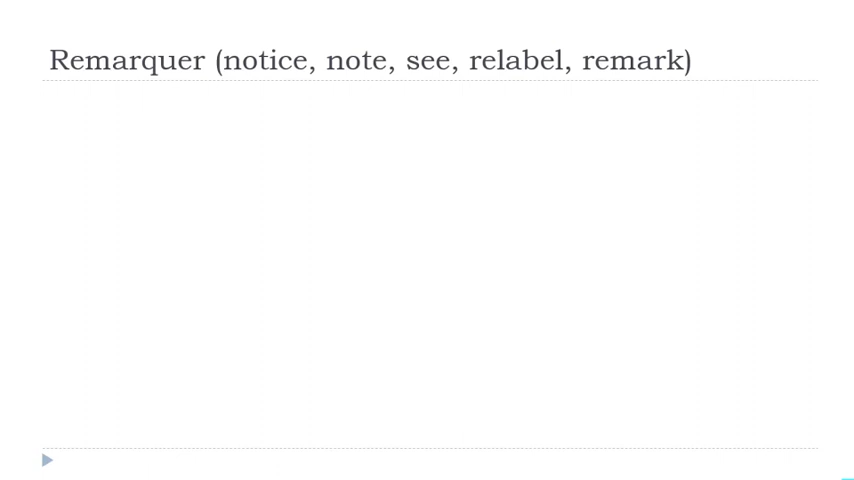 Remarquer (notice, note, see, relabel, remark)